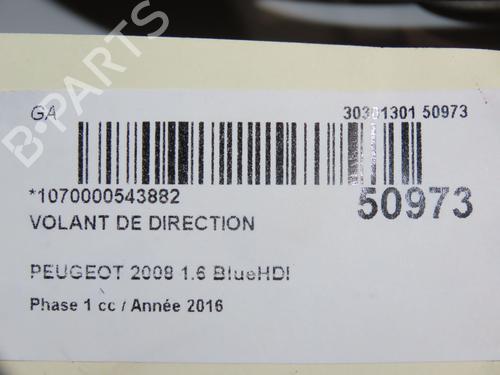 B-PARTS
GA
30301301 50973
*1070000543882
50973
VOLANT DE DIRECTION
PEUGEOT 2008 1.6 BlueHDI
Phase 1 cc / Année 2016